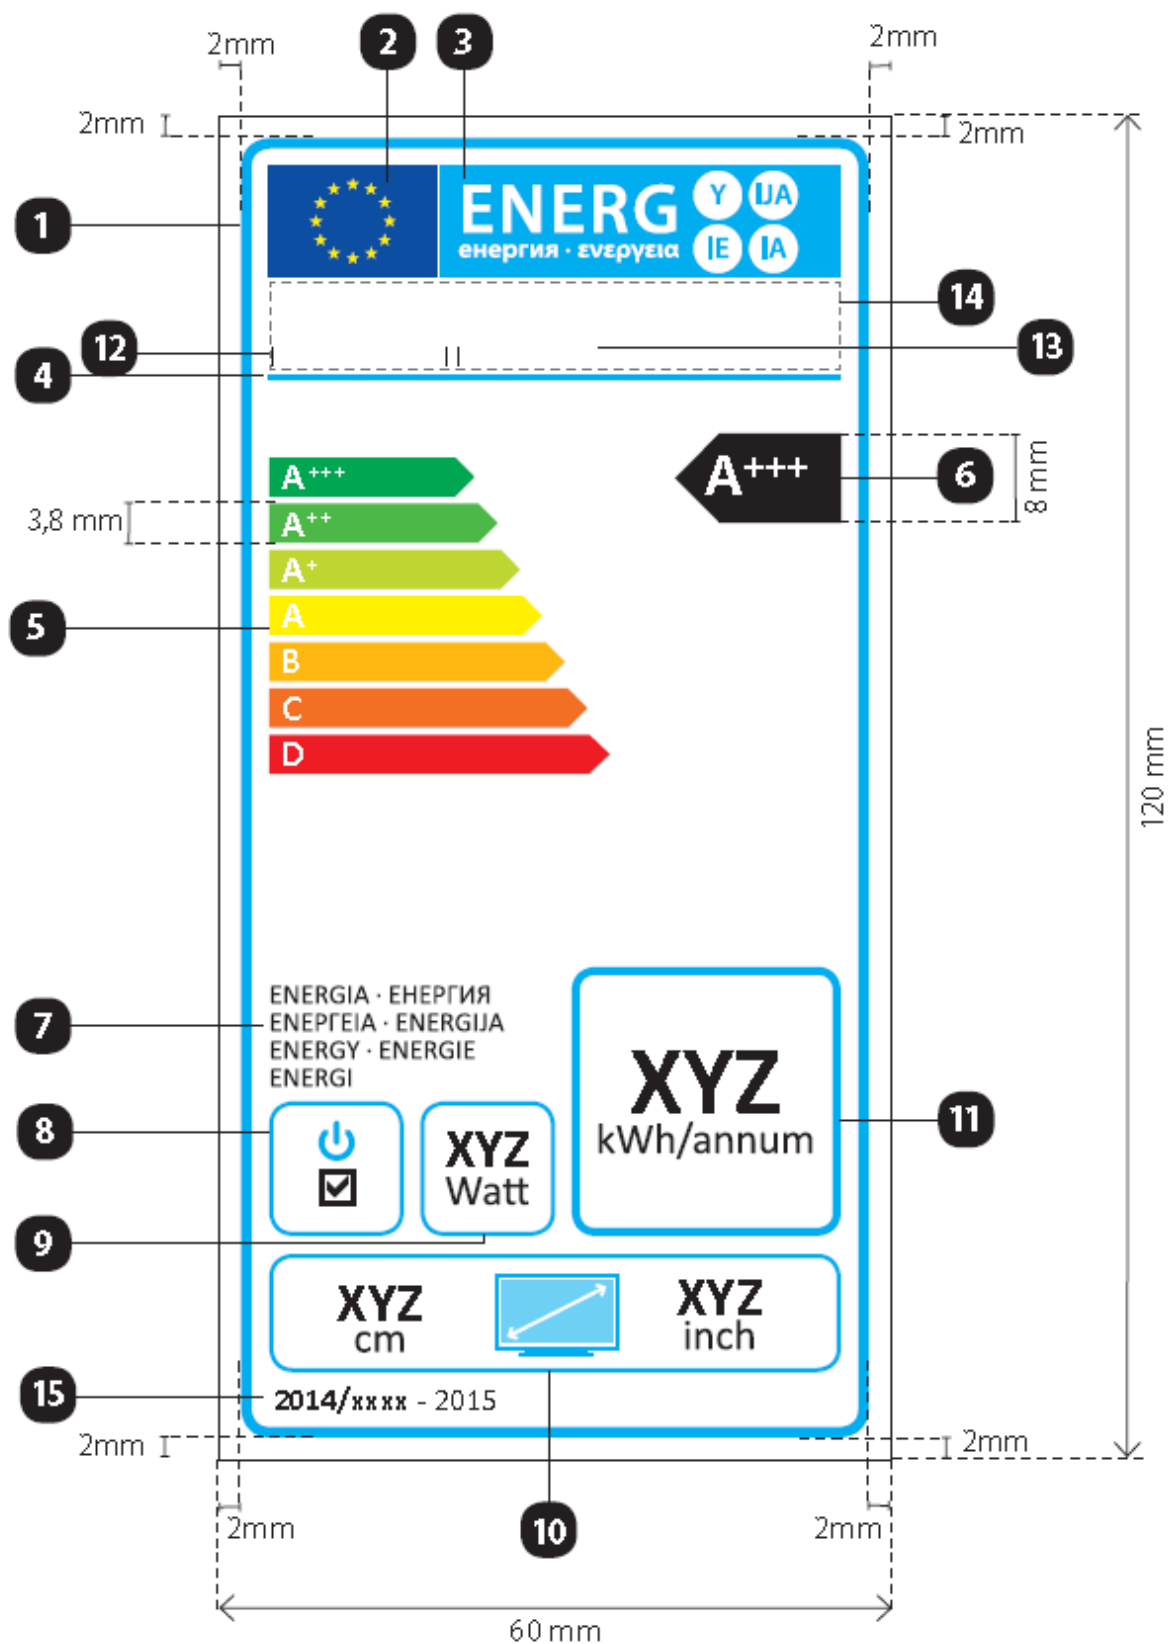 2 3
2mm 2mm
2mm 2mm
1
ENERG Y IJA
енергия · ενεργεια IE IA
14
12 I II 13
4
A+++
8 mm
6
A+++
3,8 mm A++
A+
5 A
B
C
D
120 mm
ENERGIA · ЕНЕРГИЯ
7 ΕΝΕΡΓΕΙΑ · ENERGIJA
ENERGY · ENERGIE
ENERGI
XYZ
kWh/annum
11
8
XYZ
Watt
9
XYZ
cm
XYZ
inch
15 2014/xxxx - 2015
2mm 2mm
2mm 10 2mm
60 mm